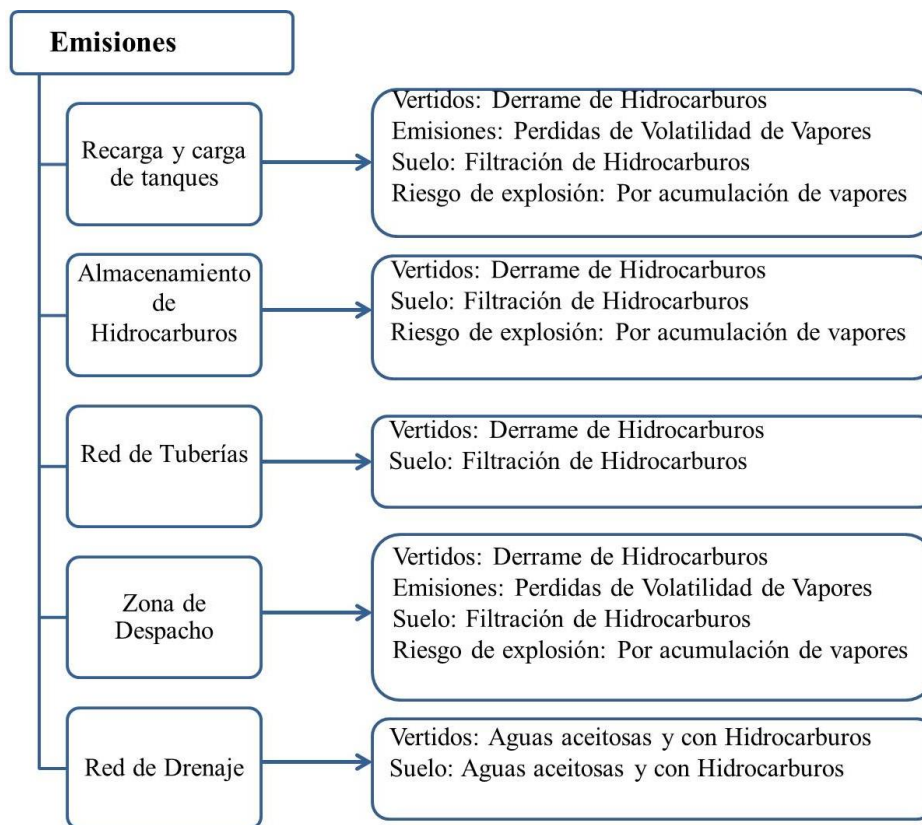 Emisiones
Recarga y carga
de tanques
Vertidos: Derrame de Hidrocarburos
Emisiones: Perdidas de Volatilidad de Vapores
Suelo: Filtración de Hidrocarburos
Riesgo de explosión: Por acumulación de vapores
Almacenamiento
de
Hidrocarburos
Vertidos: Derrame de Hidrocarburos
Suelo: Filtración de Hidrocarburos
Riesgo de explosión: Por acumulación de vapores
Red de Tuberías
Vertidos: Derrame de Hidrocarburos
Suelo: Filtración de Hidrocarburos
Zona de
Despacho
Vertidos: Derrame de Hidrocarburos
Emisiones: Perdidas de Volatilidad de Vapores
Suelo: Filtración de Hidrocarburos
Riesgo de explosión: Por acumulación de vapores
Red de Drenaje
Vertidos: Aguas aceitosas y con Hidrocarburos
Suelo: Aguas aceitosas y con Hidrocarburos